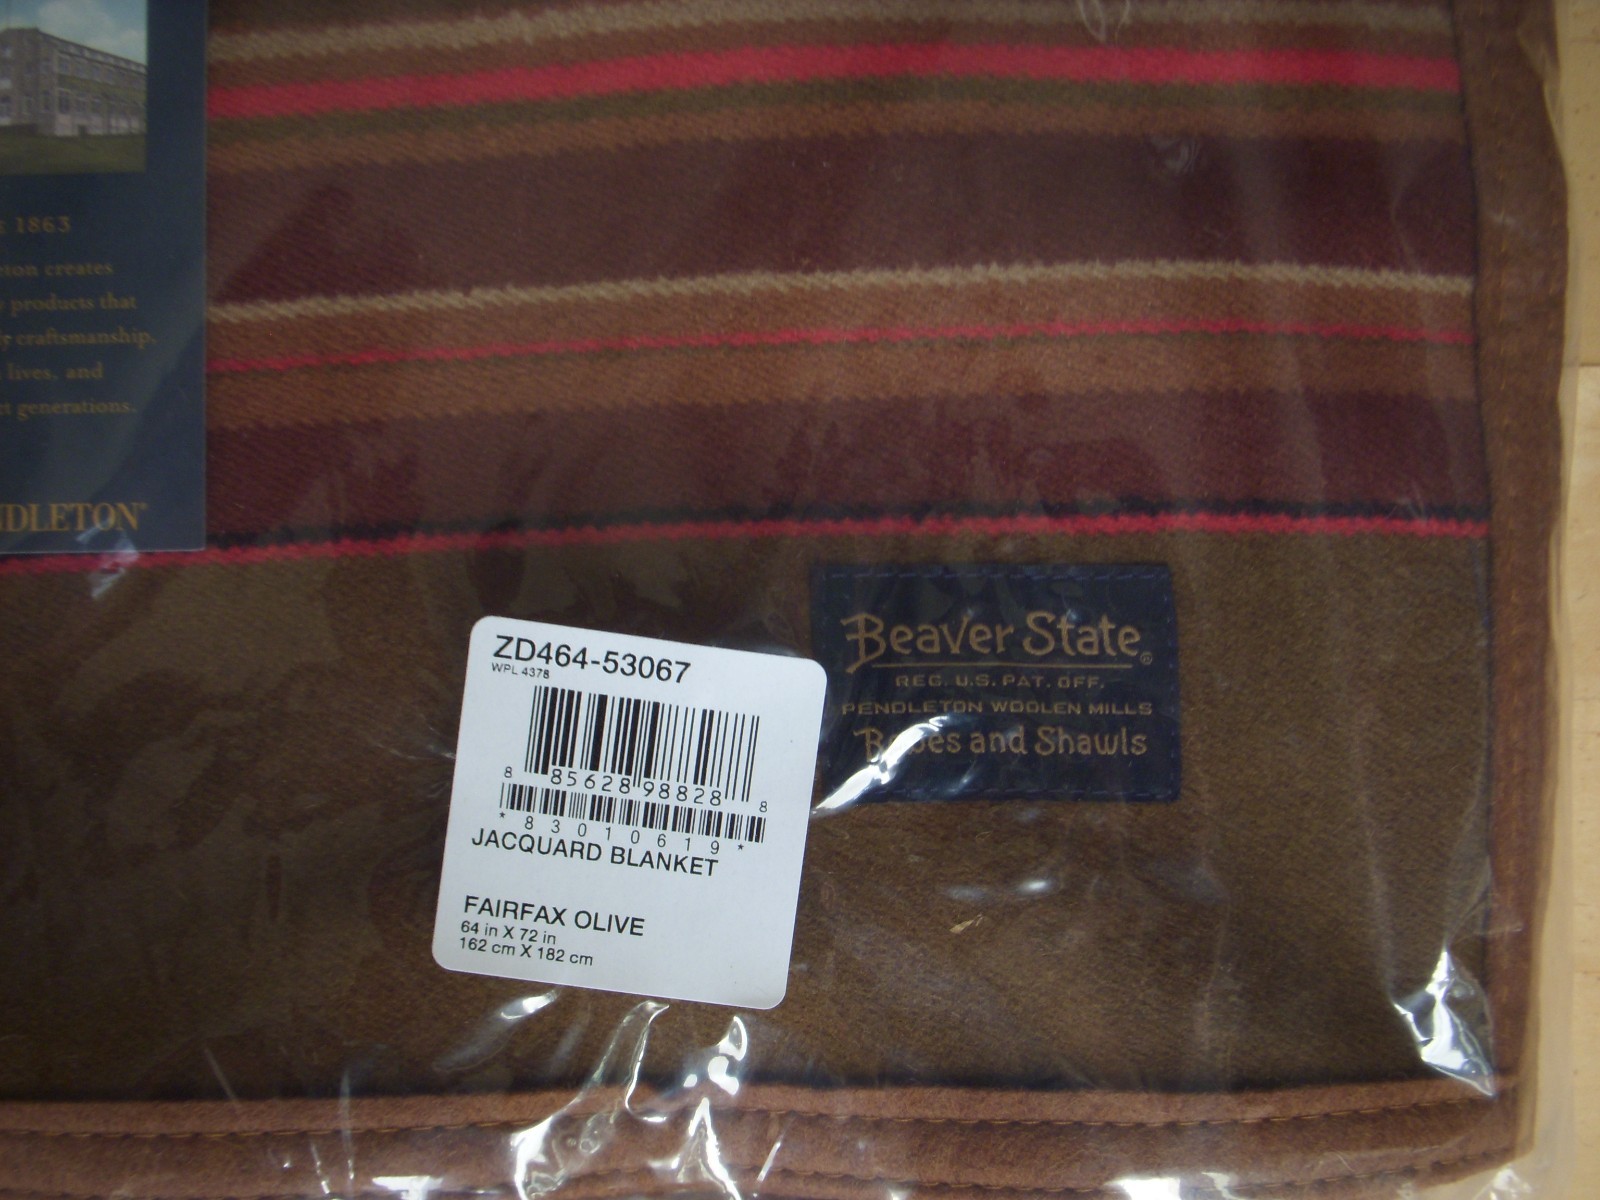 1863
creates
products that
craftsmanship,
lives, and
generations.
NDLETON®
ZD464-53067
WPL 4378
8 85628 98828 8
*83010619*
JACQUARD BLANKET
FAIRFAX OLIVE
64 in X 72 in
162 cm X 182 cm
Beaver State®
REG. U.S. PAT. OFF.
PENDLETON WOOLEN MILLS
Robes and Shawls